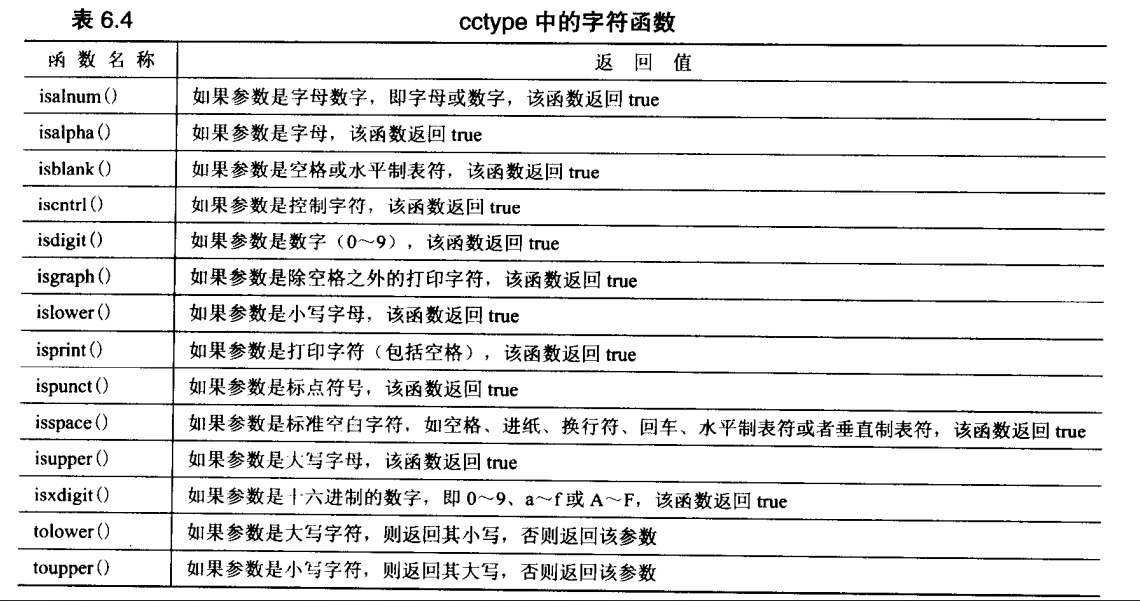 表 6.4 cctype 中的字符函数
函 数 名 称 返 回 值
isalnum() 如果参数是字母数字，即字母或数字，该函数返回 true
isalpha() 如果参数是字母，该函数返回 true
isblank() 如果参数是空格或水平制表符，该函数返回 true
iscntrl() 如果参数是控制字符，该函数返回 true
isdigit() 如果参数是数字（0～9），该函数返回 true
isgraph() 如果参数是除空格之外的打印字符，该函数返回 true
islower() 如果参数是小写字母，该函数返回 true
isprint() 如果参数是打印字符（包括空格），该函数返回 true
ispunct() 如果参数是标点符号，该函数返回 true
isspace() 如果参数是标准空白字符，如空格、进纸、换行符、回车、水平制表符或者垂直制表符，该函数返回 true
isupper() 如果参数是大写字母，该函数返回 true
isxdigit() 如果参数是十六进制的数字，即 0～9、a～f 或 A～F，该函数返回 true
tolower() 如果参数是大写字符，则返回其小写，否则返回该参数
toupper() 如果参数是小写字符，则返回其大写，否则返回该参数